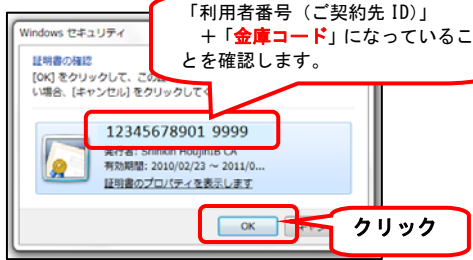 「利用者番号（ご契約先 ID）」
＋「金庫コード」になっているこ
とを確認します。
Windows セキュリティ
証明書の確認
[OK] をクリックして、この
い場合、[キャンセル] をクリックして
12345678901 9999
発行者: Shinkin HoujinIB CA
有効期間: 2010/02/23 ～ 2011/0...
証明書のプロパティを表示します
OK
クリック